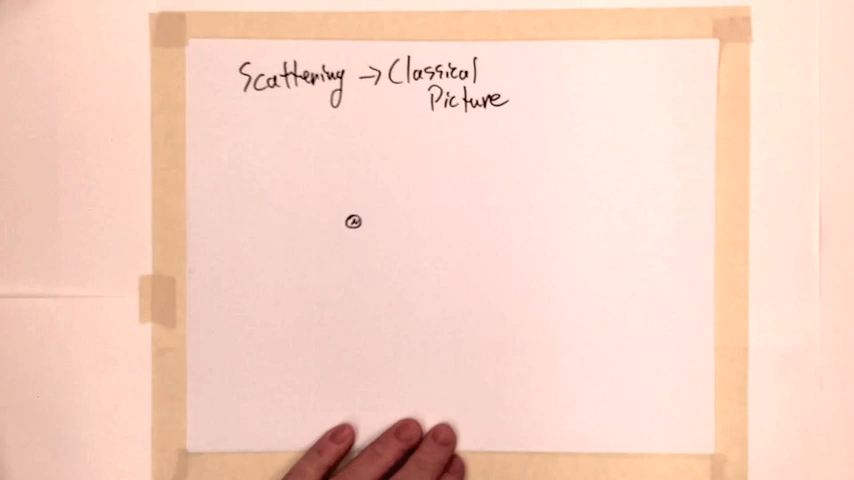 Scattering → Classical
Picture
N